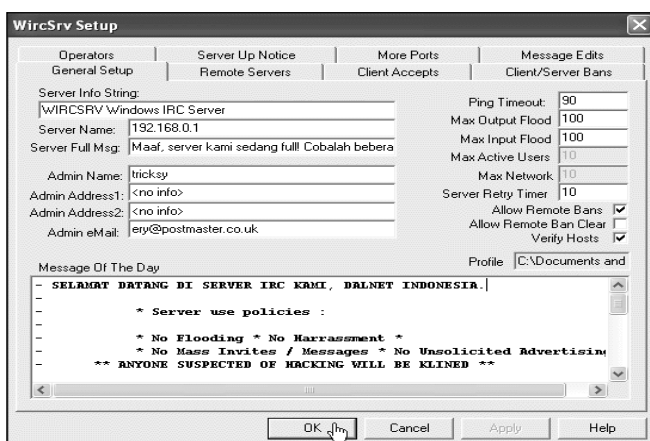 WircSrv Setup
Operators
Server Up Notice
More Ports
Message Edits
General Setup
Remote Servers
Client Accepts
Client/Server Bans
Server Info String:
WIRCSRV Windows IRC Server
Server Name: 192.168.0.1
Server Full Msg: Maaf, server kami sedang full! Cobalah bebera
Admin Name: tricksy
Admin Address1: <no info>
Admin Address2: <no info>
Admin eMail: ery@postmaster.co.uk
Ping Timeout: 90
Max Output Flood 100
Max Input Flood 100
Max Active Users 10
Max Network 10
Server Retry Timer 10
Allow Remote Bans
Allow Remote Ban Clear
Verify Hosts
Profile C:\Documents and
Message Of The Day
- SELAMAT DATANG DI SERVER IRC KAMI, DALNET INDONESIA.
-
- * Server use policies :
-
- * No Flooding * No Harrassment *
- * No Mass Invites / Messages * No Unsolicited Advertising
- ** ANYONE SUSPECTED OF HACKING WILL BE KLINED **
OK
Cancel
Apply
Help